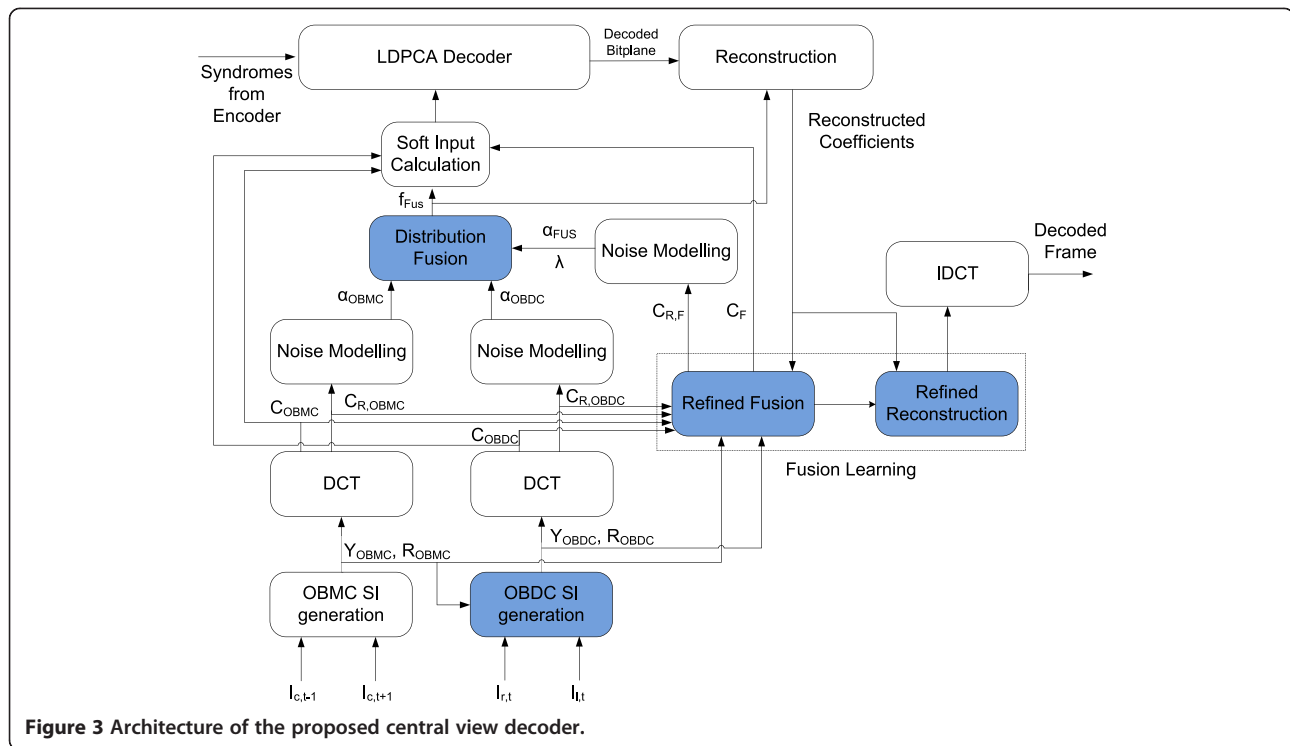 Syndromes
from
Encoder
LDPCA Decoder
Decoded
Bitplane
Reconstruction
Reconstructed
Coefficients
Soft Input
Calculation
fFus
Distribution
Fusion
αFUS
λ
Noise Modelling
IDCT
Decoded
Frame
αOBMC
αOBDC
CR,F
CF
Noise Modelling
Noise Modelling
COBMC
CR,OBMC
CR,OBDC
COBDC
Refined Fusion
Refined
Reconstruction
Fusion Learning
DCT
DCT
YOBMC, ROBMC
YOBDC, ROBDC
OBMC SI
generation
OBDC SI
generation
Ic,t-1
Ic,t+1
Ir,t
Il,t
Figure 3 Architecture of the proposed central view decoder.